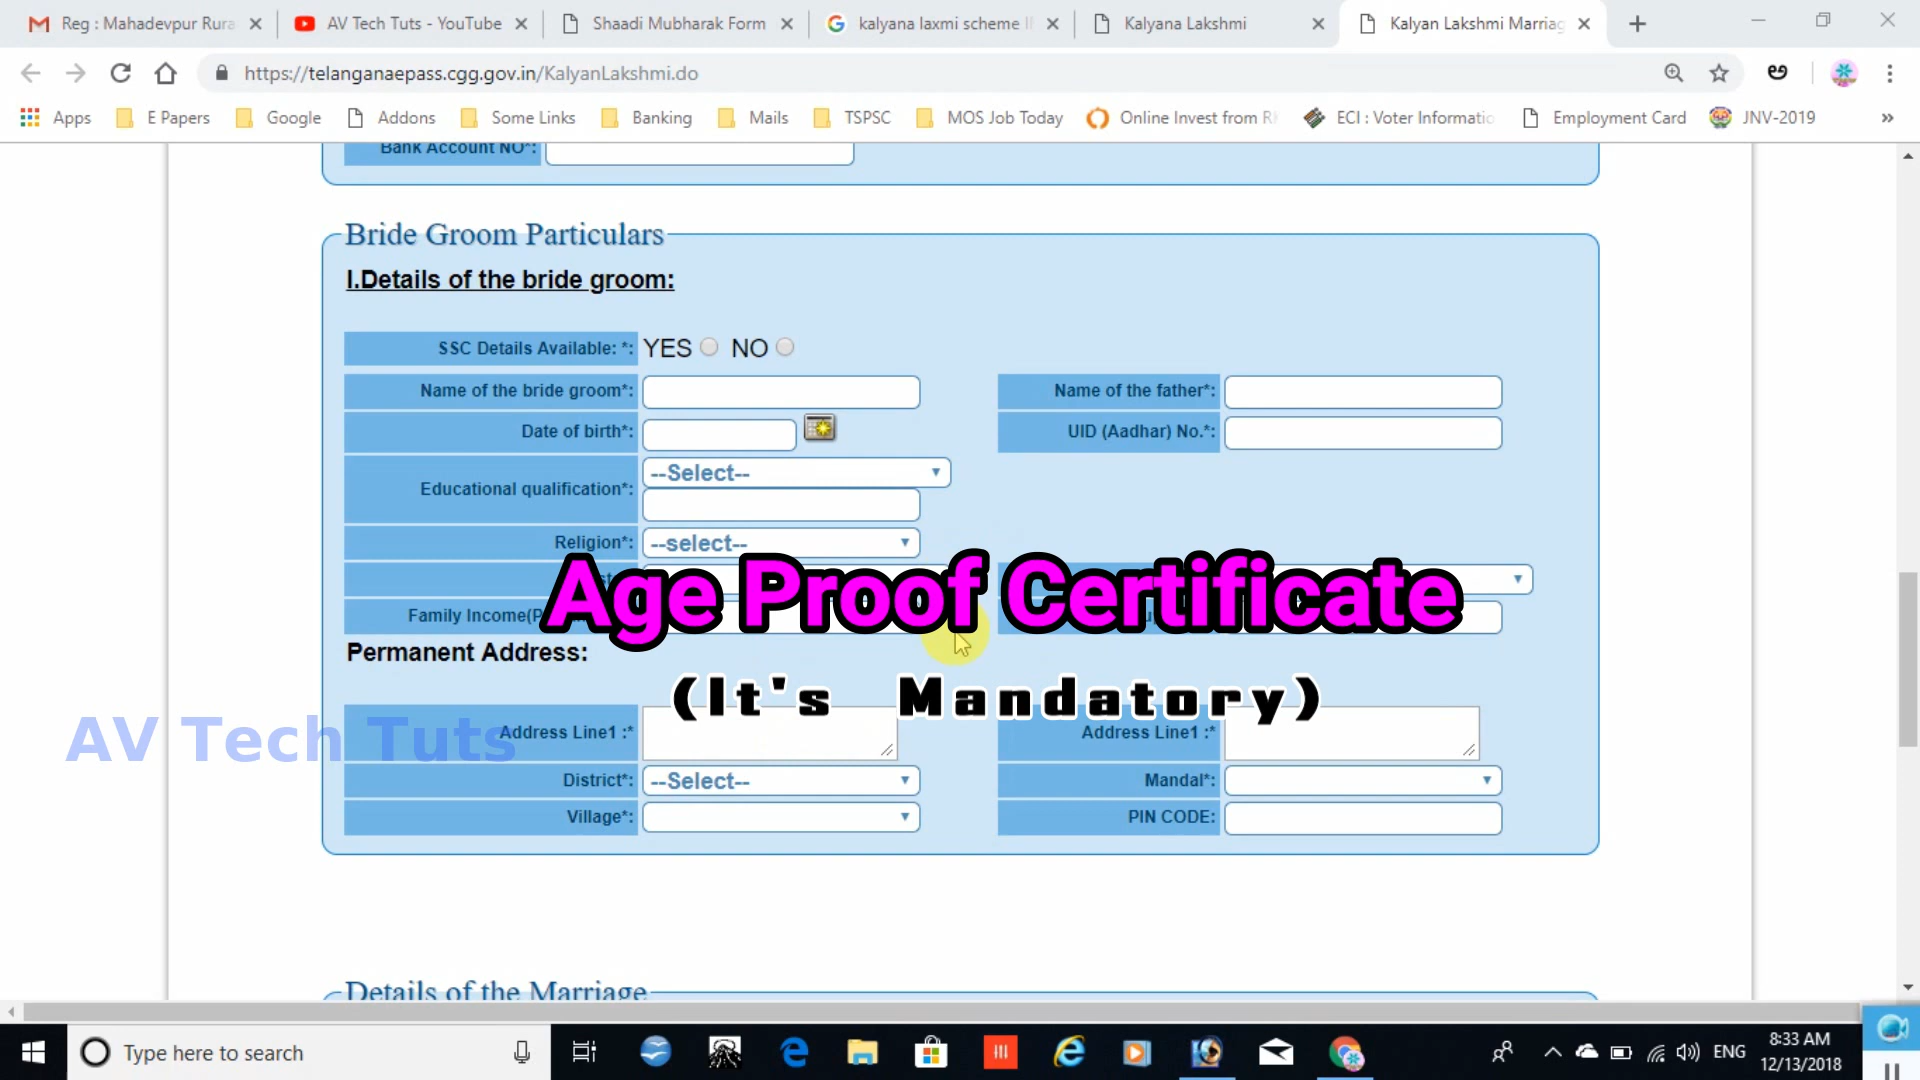 Reg : Mahadevpur Rura
AV Tech Tuts - YouTube
Shaadi Mubharak Form
kalyana laxmi scheme
Kalyana Lakshmi
Kalyan Lakshmi Marriag
https://telanganaepass.cgg.gov.in/KalyanLakshmi.do
Apps E Papers Google Addons Some Links Banking Mails TSPSC MOS Job Today Online Invest from ECI : Voter Informatio Employment Card JNV-2019 »
Bank Account NO*:
Bride Groom Particulars
I.Details of the bride groom:
SSC Details Available: *: YES NO
Name of the bride groom*: Name of the father*:
Date of birth*: UID (Aadhar) No.*:
--Select--
Educational qualification*:
Religion*: --select--
Age Proof Certificate
Family Income(P
Permanent Address:
(It's Mandatory)
AV Tech Tuts
Address Line1 :* Address Line1 :*
District*: --Select-- Mandal*:
Village*: PIN CODE:
Details of the Marriage
Type here to search
ENG
8:33 AM
12/13/2018